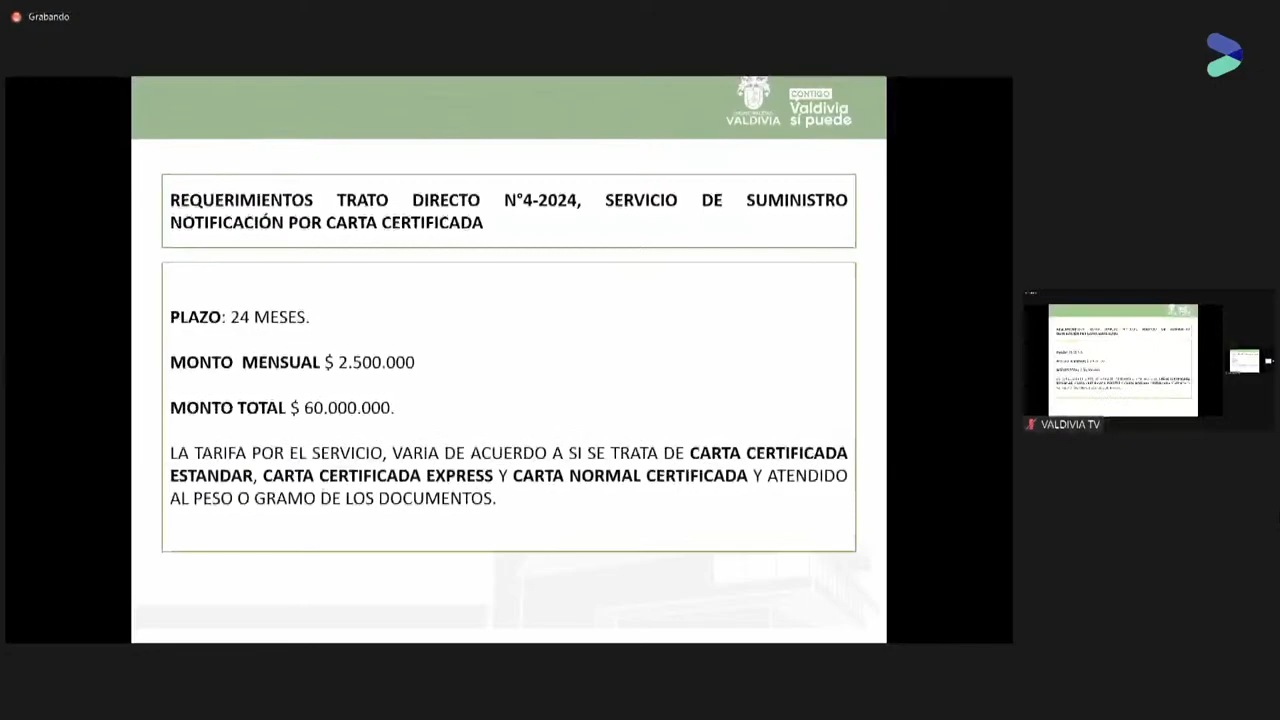 Grabando
VALDIVIA
CONTIGO
Valdivia
sí puede
REQUERIMIENTOS TRATO DIRECTO N°4-2024, SERVICIO DE SUMINISTRO
NOTIFICACIÓN POR CARTA CERTIFICADA
PLAZO: 24 MESES.
MONTO MENSUAL $ 2.500.000
MONTO TOTAL $ 60.000.000.
LA TARIFA POR EL SERVICIO, VARIA DE ACUERDO A SI SE TRATA DE CARTA CERTIFICADA
ESTANDAR, CARTA CERTIFICADA EXPRESS Y CARTA NORMAL CERTIFICADA Y ATENDIDO
AL PESO O GRAMO DE LOS DOCUMENTOS.
VALDIVIA TV